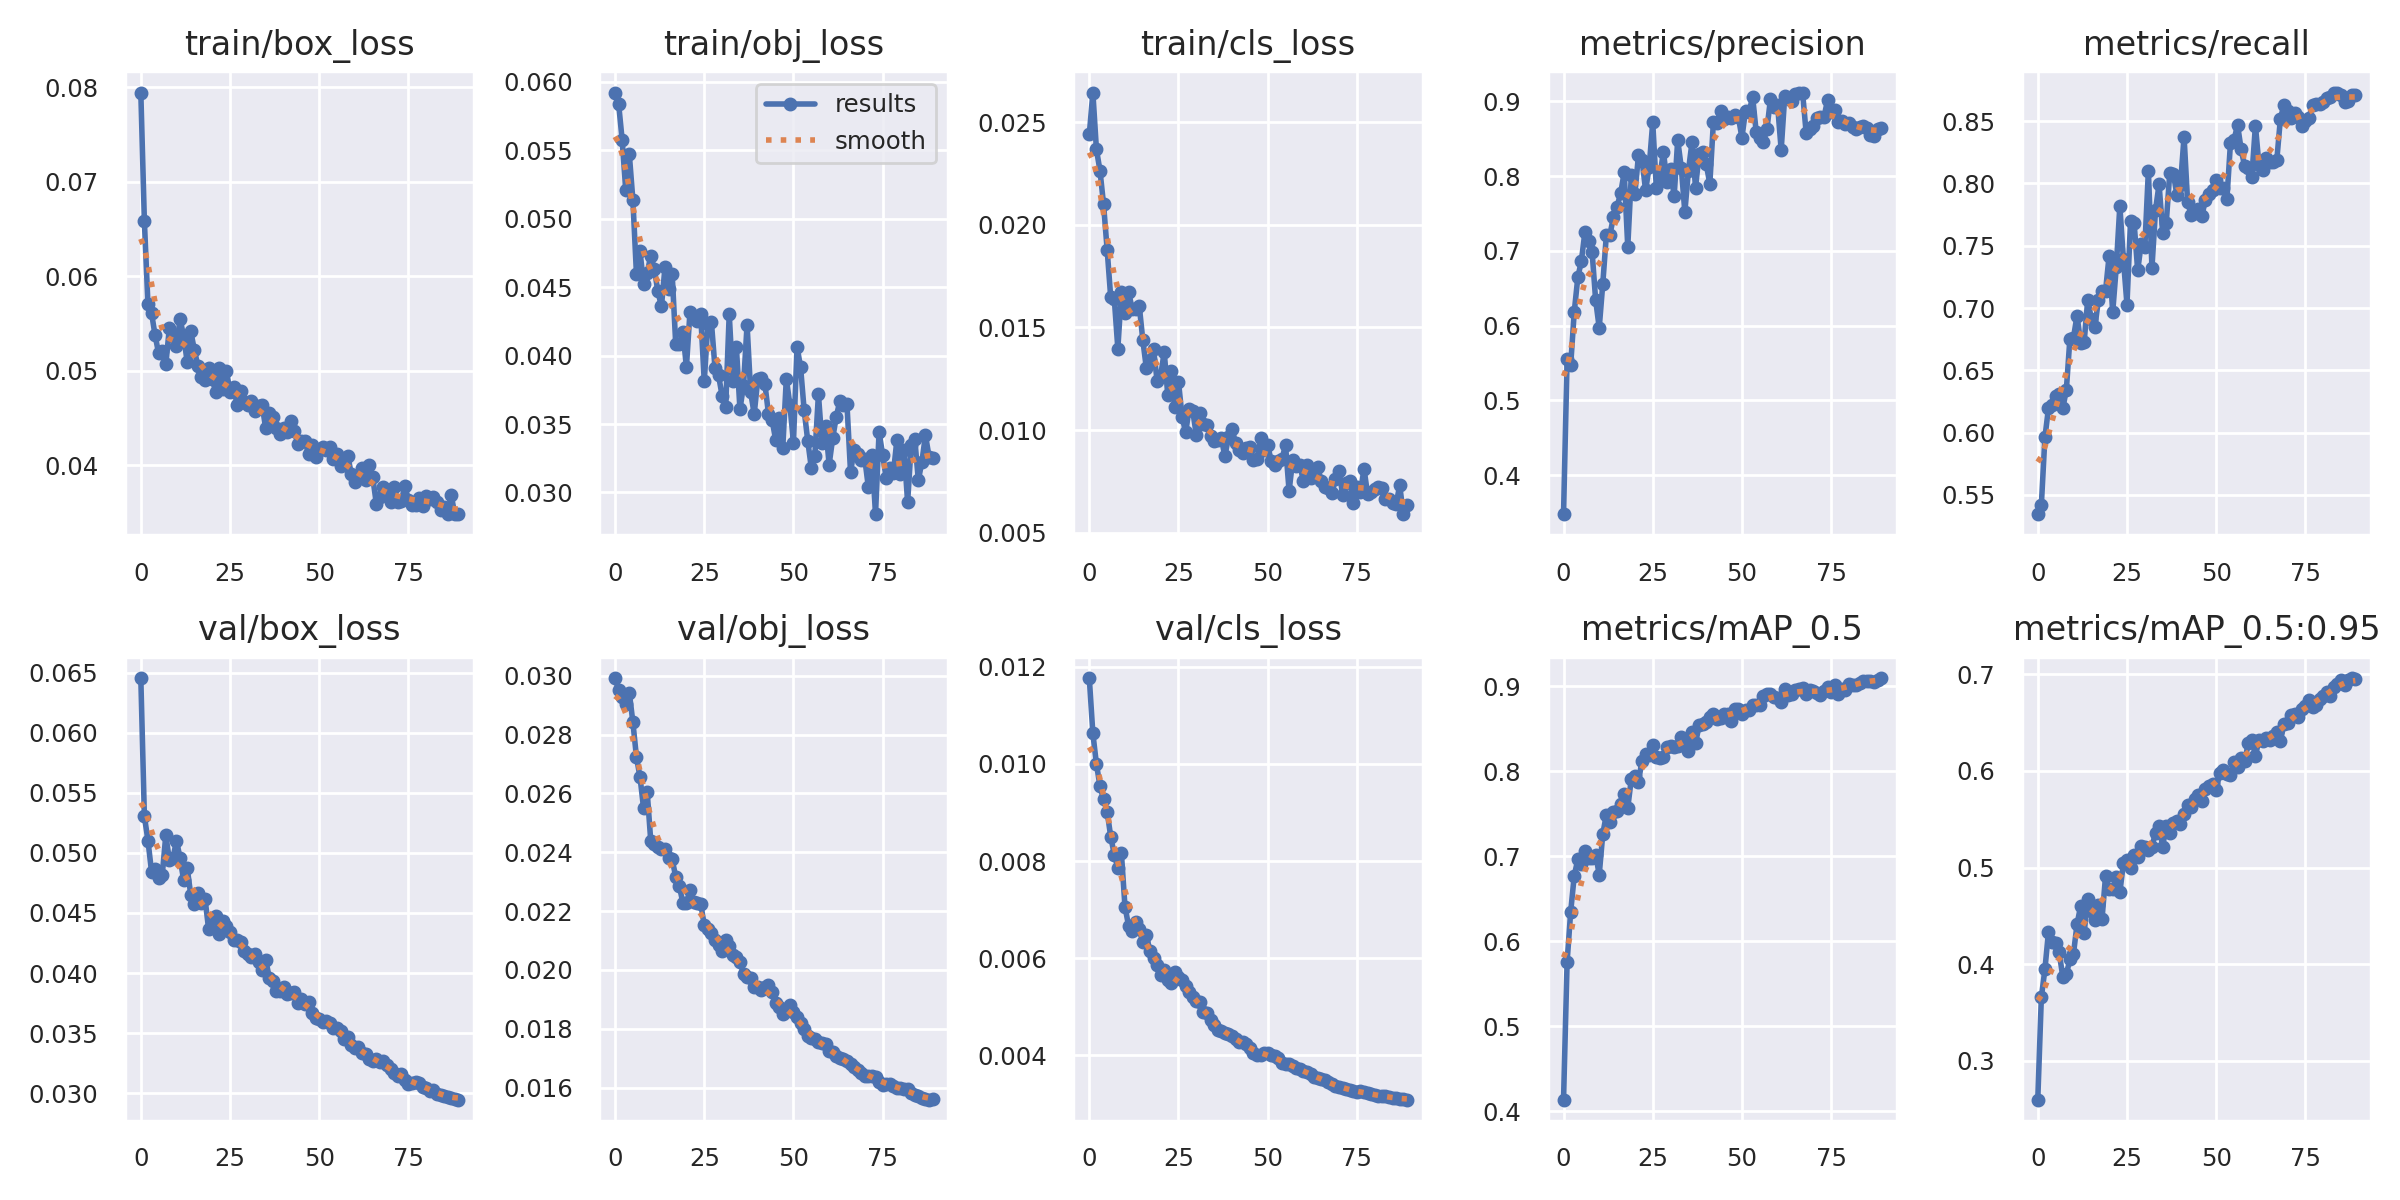 train/box_loss
train/obj_loss
train/cls_loss
metrics/precision
metrics/recall
0.08
0.07
0.06
0.05
0.04
0 25 50 75
0.060
0.055
0.050
0.045
0.040
0.035
0.030
0 25 50 75
results
smooth
0.025
0.020
0.015
0.010
0.005
0 25 50 75
0.9
0.8
0.7
0.6
0.5
0.4
0 25 50 75
0.85
0.80
0.75
0.70
0.65
0.60
0.55
0 25 50 75
val/box_loss
val/obj_loss
val/cls_loss
metrics/mAP_0.5
metrics/mAP_0.5:0.95
0.065
0.060
0.055
0.050
0.045
0.040
0.035
0.030
0 25 50 75
0.030
0.028
0.026
0.024
0.022
0.020
0.018
0.016
0 25 50 75
0.012
0.010
0.008
0.006
0.004
0 25 50 75
0.9
0.8
0.7
0.6
0.5
0.4
0 25 50 75
0.7
0.6
0.5
0.4
0.3
0 25 50 75